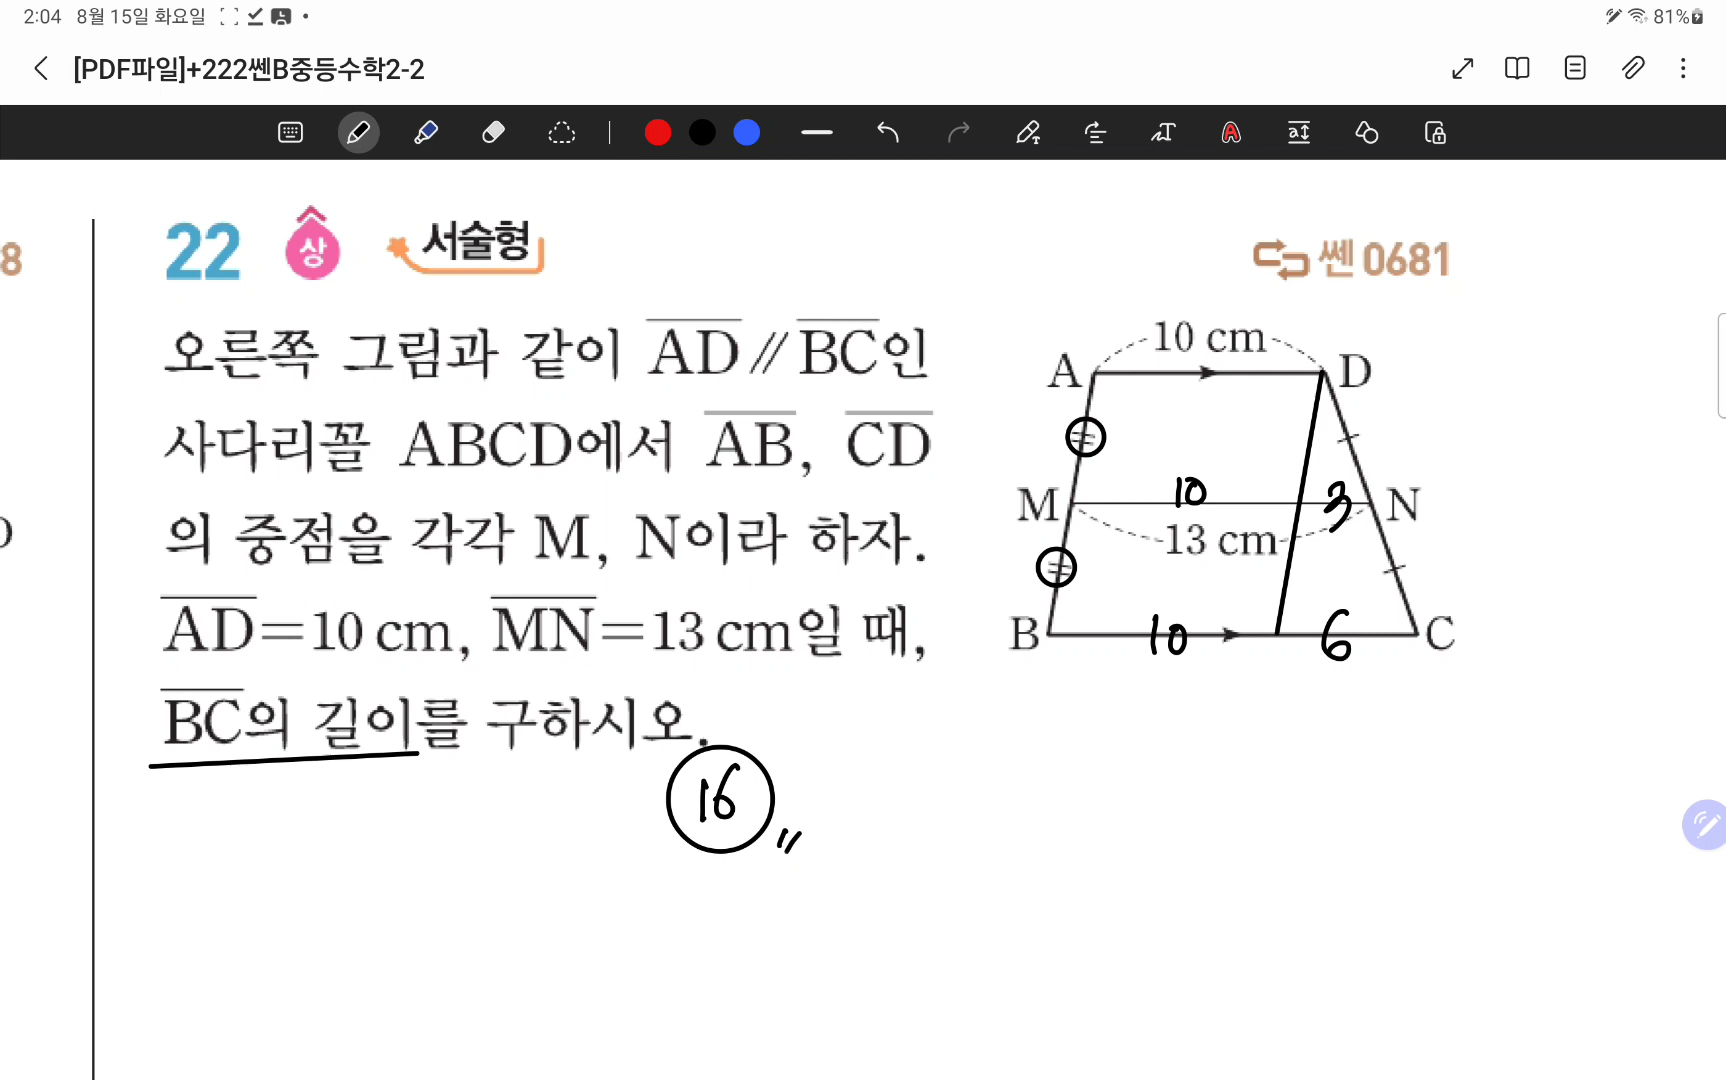 2:04 8월 15일 화요일
81%
[PDF파일]+222쎈B중등수학2-2
8
22 상 서술형
쎈 0681
오른쪽 그림과 같이 AD∥BC인
사다리꼴 ABCD에서 AB, CD
의 중점을 각각 M, N이라 하자.
AD=10 cm, MN=13 cm일 때,
BC의 길이를 구하시오.
16
10 cm
A D
10 3
M N
13 cm
B 10 6 C